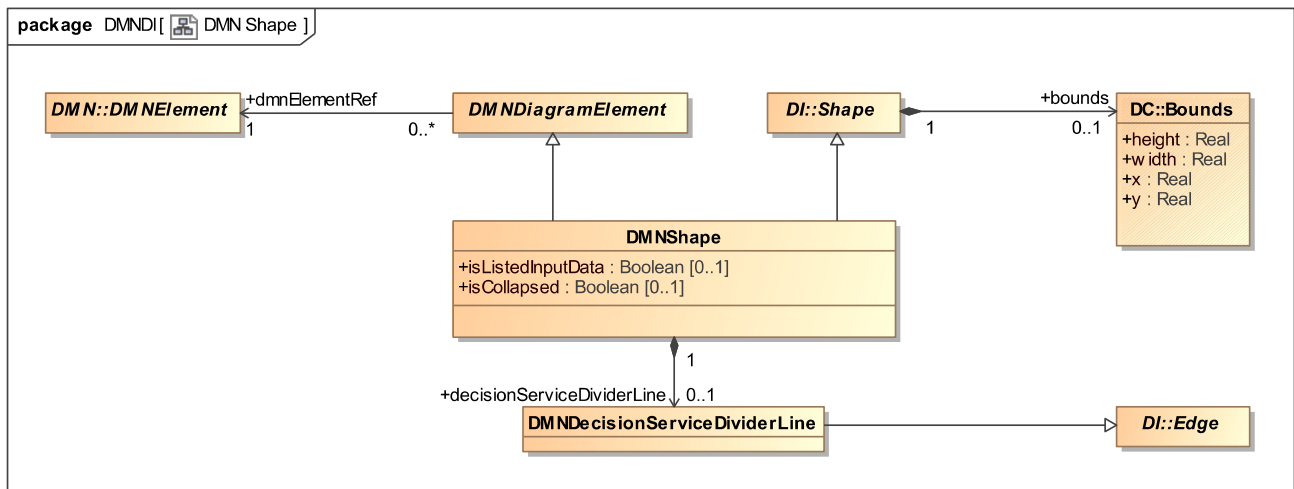 package DMNDI [ DMN Shape ]
DMN::DMNElement
+dmnElementRef
1
0..*
DMNDiagramElement
DI::Shape
1
+bounds
0..1
DC::Bounds
+height : Real
+width : Real
+x : Real
+y : Real
DMNShape
+isListedInputData : Boolean [0..1]
+isCollapsed : Boolean [0..1]
1
+decisionServiceDividerLine
0..1
DMNDecisionServiceDividerLine
DI::Edge